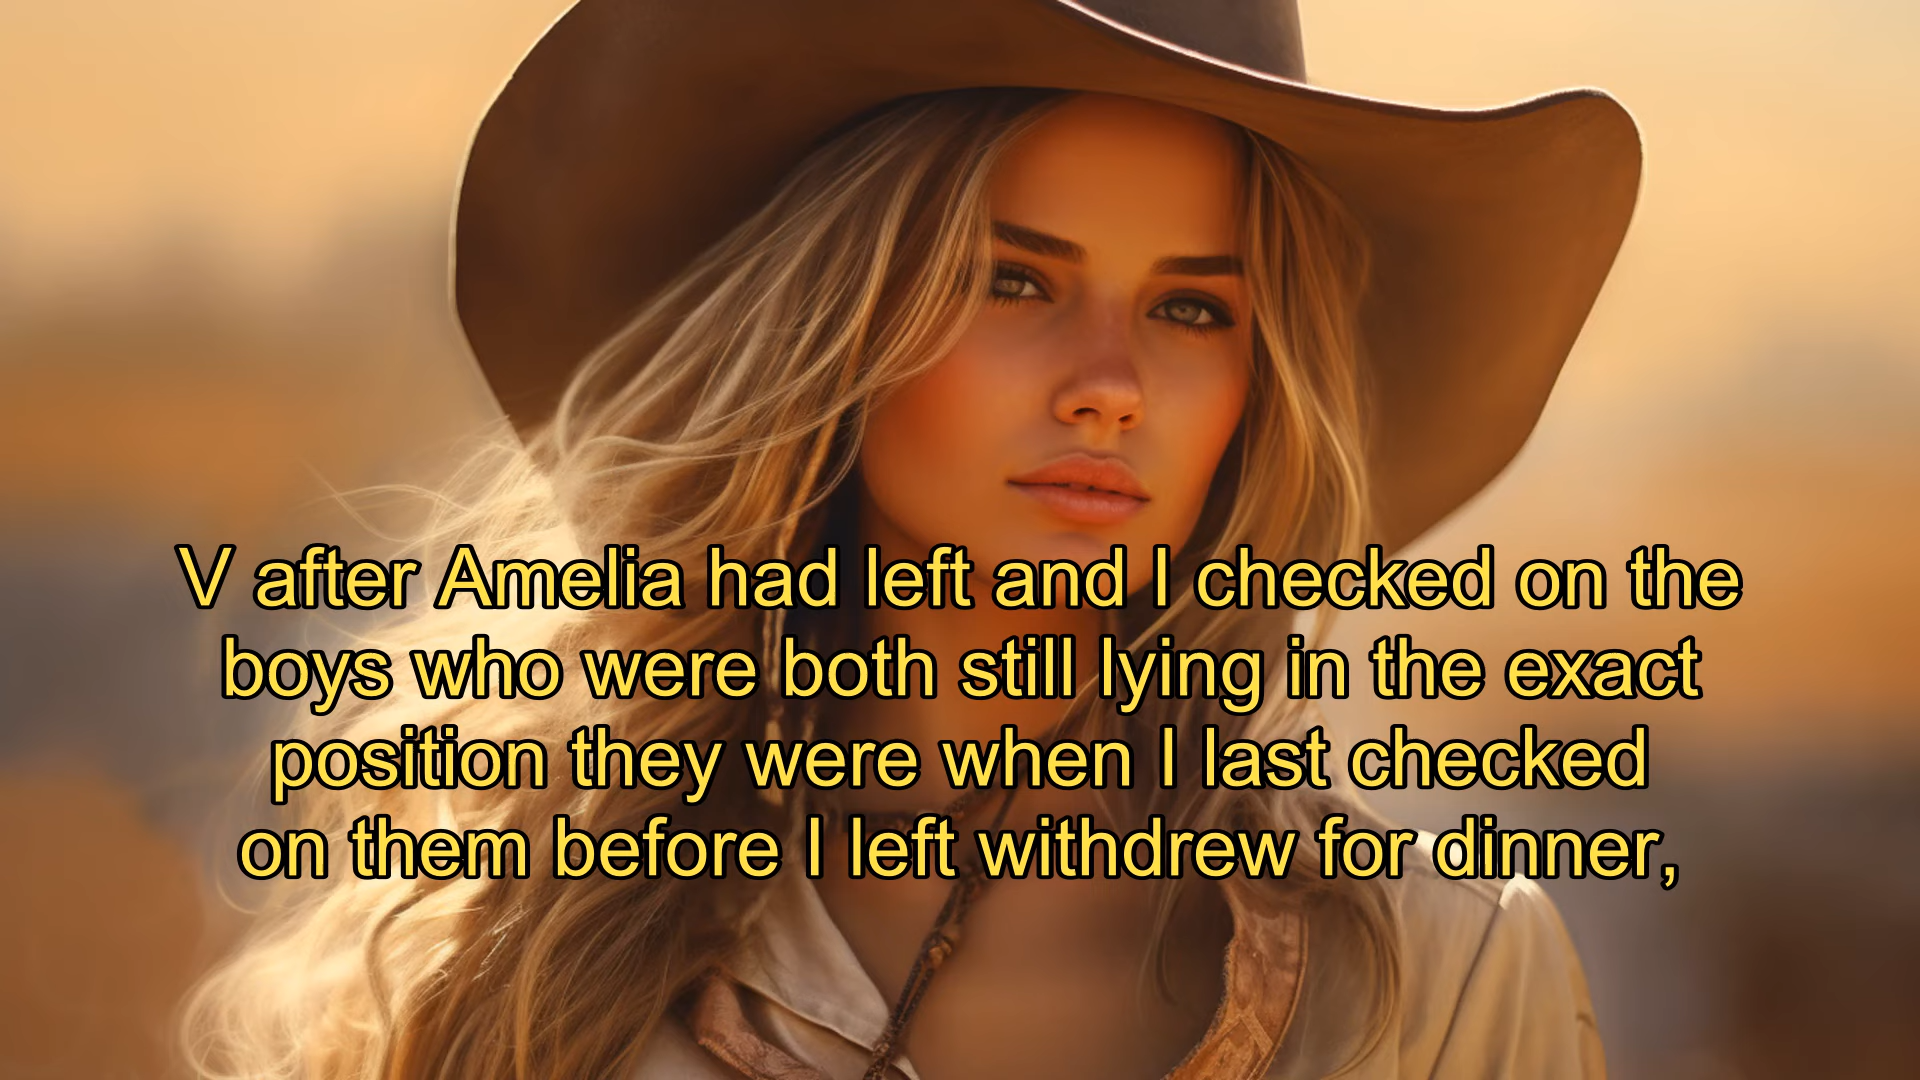 V after Amelia had left and I checked on the
boys who were both still lying in the exact
position they were when I last checked
on them before I left withdrew for dinner,